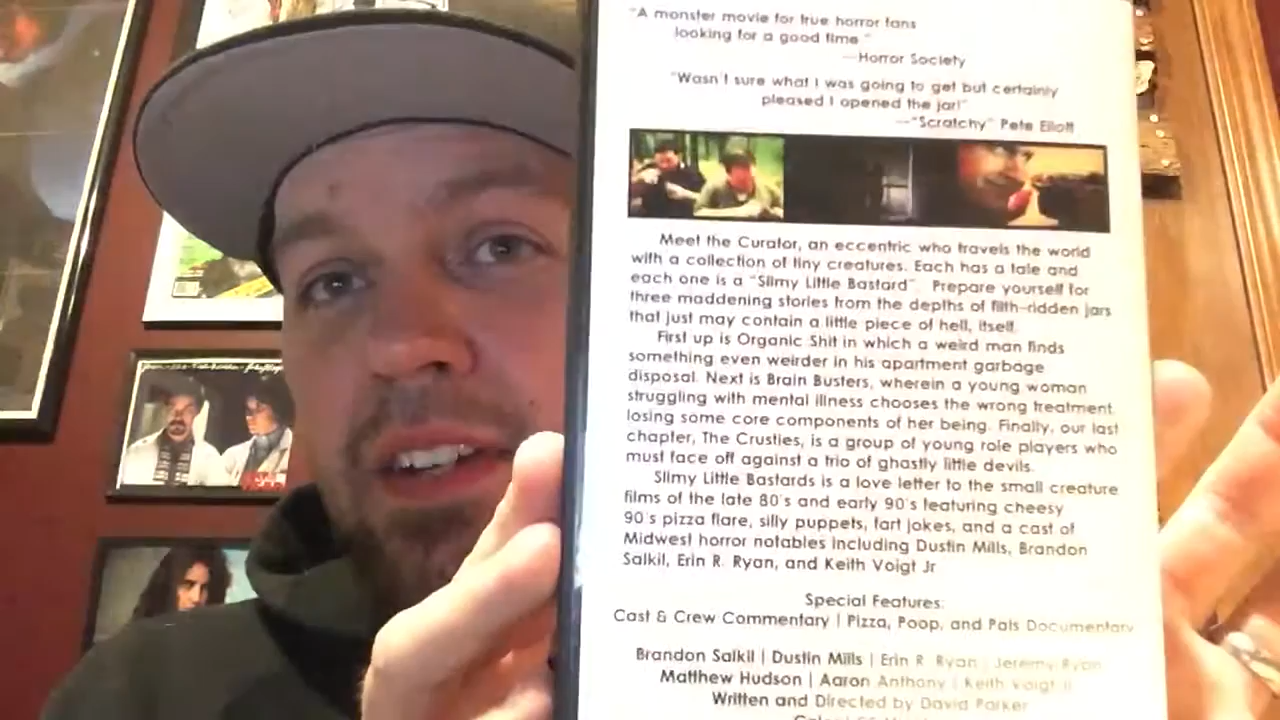 "A monster movie for true horror fans
looking for a good time "
—Horror Society
"Wasn't sure what I was going to get but certainly
pleased I opened the jar!"
—"Scratchy" Pete Eliott
Meet the Curator, an eccentric who travels the world
with a collection of tiny creatures. Each has a tale and
each one is a "Slimy Little Bastard". Prepare yourself for
three maddening stories from the depths of filth-ridden jars
that just may contain a little piece of hell, itself.
First up is Organic Shit in which a weird man finds
something even weirder in his apartment garbage
disposal. Next is Brain Busters, wherein a young woman
struggling with mental illness chooses the wrong treatment
losing some core components of her being. Finally, our last
chapter, The Crusties, is a group of young role players who
must face off against a trio of ghastly little devils.
Slimy Little Bastards is a love letter to the small creature
films of the late 80's and early 90's featuring cheesy
90's pizza flare, silly puppets, fart jokes, and a cast of
Midwest horror notables including Dustin Mills, Brandon
Salkil, Erin R. Ryan, and Keith Voigt Jr
Special Features:
Cast & Crew Commentary | Pizza, Poop, and Pals Documentary
Brandon Salkil | Dustin Mills | Erin R. Ryan | Jeremy Ryan
Matthew Hudson | Aaron Anthony | Keith Voigt Jr
Written and Directed by David Parker